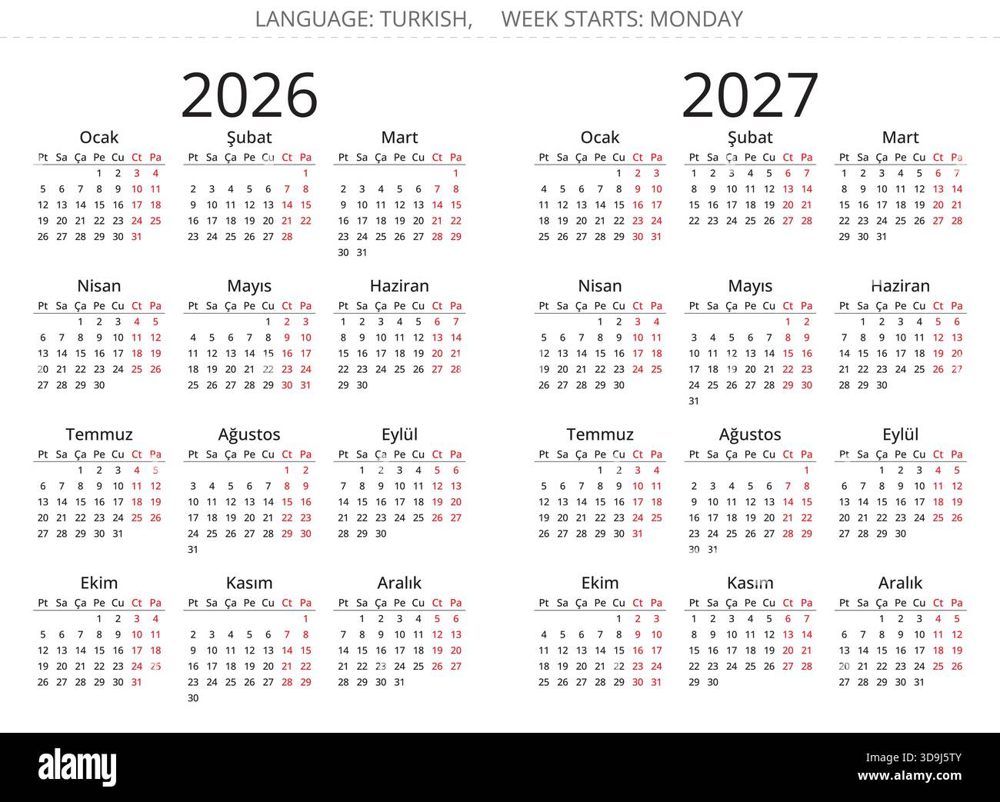 LANGUAGE: TURKISH, WEEK STARTS: MONDAY
2026
Ocak
Pt Sa Ça Pe Cu Ct Pa
1 2 3 4
5 6 7 8 9 10 11
12 13 14 15 16 17 18
19 20 21 22 23 24 25
26 27 28 29 30 31
Şubat
Pt Sa Ça Pe Cu Ct Pa
1
2 3 4 5 6 7 8
9 10 11 12 13 14 15
16 17 18 19 20 21 22
23 24 25 26 27 28
Mart
Pt Sa Ça Pe Cu Ct Pa
1
2 3 4 5 6 7 8
9 10 11 12 13 14 15
16 17 18 19 20 21 22
23 24 25 26 27 28 29
30 31
Nisan
Pt Sa Ça Pe Cu Ct Pa
1 2 3 4 5
6 7 8 9 10 11 12
13 14 15 16 17 18 19
20 21 22 23 24 25 26
27 28 29 30
Mayıs
Pt Sa Ça Pe Cu Ct Pa
1 2 3
4 5 6 7 8 9 10
11 12 13 14 15 16 17
18 19 20 21 22 23 24
25 26 27 28 29 30 31
Haziran
Pt Sa Ça Pe Cu Ct Pa
1 2 3 4 5 6 7
8 9 10 11 12 13 14
15 16 17 18 19 20 21
22 23 24 25 26 27 28
29 30
Temmuz
Pt Sa Ça Pe Cu Ct Pa
1 2 3 4 5
6 7 8 9 10 11 12
13 14 15 16 17 18 19
20 21 22 23 24 25 26
27 28 29 30 31
Ağustos
Pt Sa Ça Pe Cu Ct Pa
1 2
3 4 5 6 7 8 9
10 11 12 13 14 15 16
17 18 19 20 21 22 23
24 25 26 27 28 29 30
31
Eylül
Pt Sa Ça Pe Cu Ct Pa
1 2 3 4 5 6
7 8 9 10 11 12 13
14 15 16 17 18 19 20
21 22 23 24 25 26 27
28 29 30
Ekim
Pt Sa Ça Pe Cu Ct Pa
1 2 3 4
5 6 7 8 9 10 11
12 13 14 15 16 17 18
19 20 21 22 23 24 25
26 27 28 29 30 31
Kasım
Pt Sa Ça Pe Cu Ct Pa
1
2 3 4 5 6 7 8
9 10 11 12 13 14 15
16 17 18 19 20 21 22
23 24 25 26 27 28 29
30
Aralık
Pt Sa Ça Pe Cu Ct Pa
1 2 3 4 5 6
7 8 9 10 11 12 13
14 15 16 17 18 19 20
21 22 23 24 25 26 27
28 29 30 31
2027
Ocak
Pt Sa Ça Pe Cu Ct Pa
1 2 3
4 5 6 7 8 9 10
11 12 13 14 15 16 17
18 19 20 21 22 23 24
25 26 27 28 29 30 31
Şubat
Pt Sa Ça Pe Cu Ct Pa
1 2 3 4 5 6 7
8 9 10 11 12 13 14
15 16 17 18 19 20 21
22 23 24 25 26 27 28
Mart
Pt Sa Ça Pe Cu Ct Pa
1 2 3 4 5 6 7
8 9 10 11 12 13 14
15 16 17 18 19 20 21
22 23 24 25 26 27 28
29 30 31
Nisan
Pt Sa Ça Pe Cu Ct Pa
1 2 3 4
5 6 7 8 9 10 11
12 13 14 15 16 17 18
19 20 21 22 23 24 25
26 27 28 29 30
Mayıs
Pt Sa Ça Pe Cu Ct Pa
1 2
3 4 5 6 7 8 9
10 11 12 13 14 15 16
17 18 19 20 21 22 23
24 25 26 27 28 29 30
31
Haziran
Pt Sa Ça Pe Cu Ct Pa
1 2 3 4 5 6
7 8 9 10 11 12 13
14 15 16 17 18 19 20
21 22 23 24 25 26 27
28 29 30
Temmuz
Pt Sa Ça Pe Cu Ct Pa
1 2 3 4
5 6 7 8 9 10 11
12 13 14 15 16 17 18
19 20 21 22 23 24 25
26 27 28 29 30 31
Ağustos
Pt Sa Ça Pe Cu Ct Pa
1
2 3 4 5 6 7 8
9 10 11 12 13 14 15
16 17 18 19 20 21 22
23 24 25 26 27 28 29
30 31
Eylül
Pt Sa Ça Pe Cu Ct Pa
1 2 3 4 5
6 7 8 9 10 11 12
13 14 15 16 17 18 19
20 21 22 23 24 25 26
27 28 29 30
Ekim
Pt Sa Ça Pe Cu Ct Pa
1 2 3
4 5 6 7 8 9 10
11 12 13 14 15 16 17
18 19 20 21 22 23 24
25 26 27 28 29 30 31
Kasım
Pt Sa Ça Pe Cu Ct Pa
1 2 3 4 5 6 7
8 9 10 11 12 13 14
15 16 17 18 19 20 21
22 23 24 25 26 27 28
29 30
Aralık
Pt Sa Ça Pe Cu Ct Pa
1 2 3 4 5
6 7 8 9 10 11 12
13 14 15 16 17 18 19
20 21 22 23 24 25 26
27 28 29 30 31
alamy
Image ID: 3D9J5TY
www.alamy.com